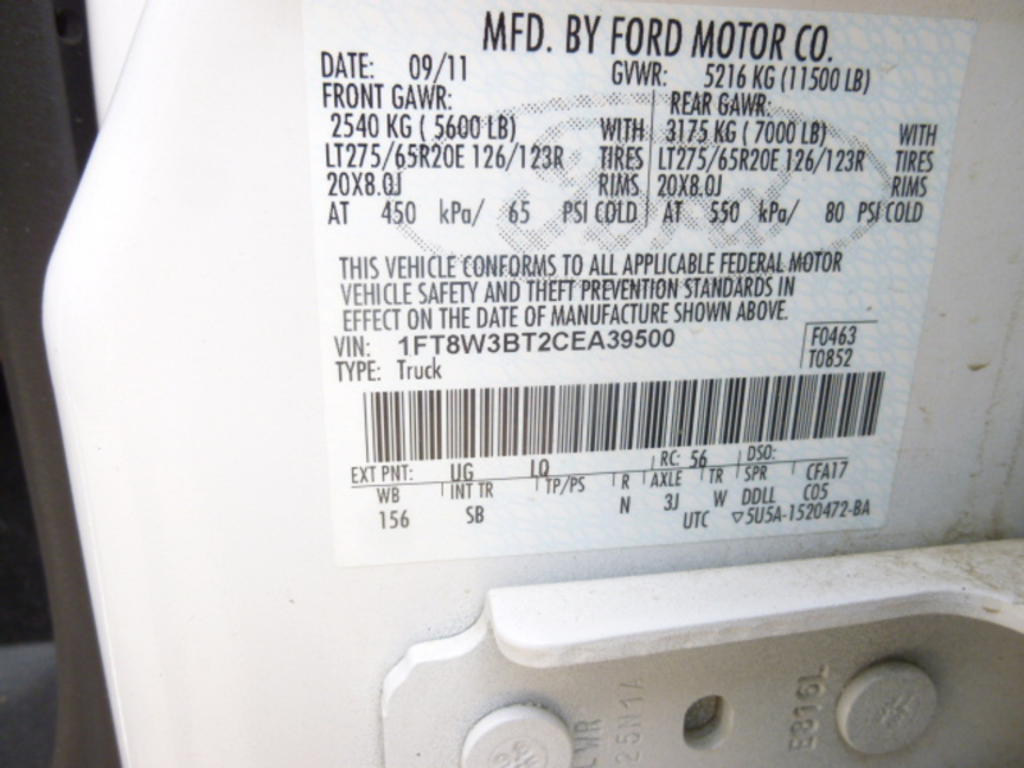 MFD. BY FORD MOTOR CO.
DATE: 09/11 GVWR: 5216 KG (11500 LB)
FRONT GAWR: REAR GAWR:
2540 KG ( 5600 LB) WITH 3175 KG ( 7000 LB) WITH
LT275/65R20E 126/123R TIRES LT275/65R20E 126/123R TIRES
20X8.0J RIMS 20X8.0J RIMS
AT 450 kPa/ 65 PSI COLD AT 550 kPa/ 80 PSI COLD
Ford
THIS VEHICLE CONFORMS TO ALL APPLICABLE FEDERAL MOTOR
VEHICLE SAFETY AND THEFT PREVENTION STANDARDS IN
EFFECT ON THE DATE OF MANUFACTURE SHOWN ABOVE.
VIN: 1FT8W3BT2CEA39500 F0463
TYPE: Truck T0852
EXT PNT: UG LQ RC: 56 DSO:
WB INT TR TP/PS R AXLE TR SPR CFA17
156 SB N 3J W DDLL C05
UTC ▽5U5A-1520472-BA
LWR
25N1A